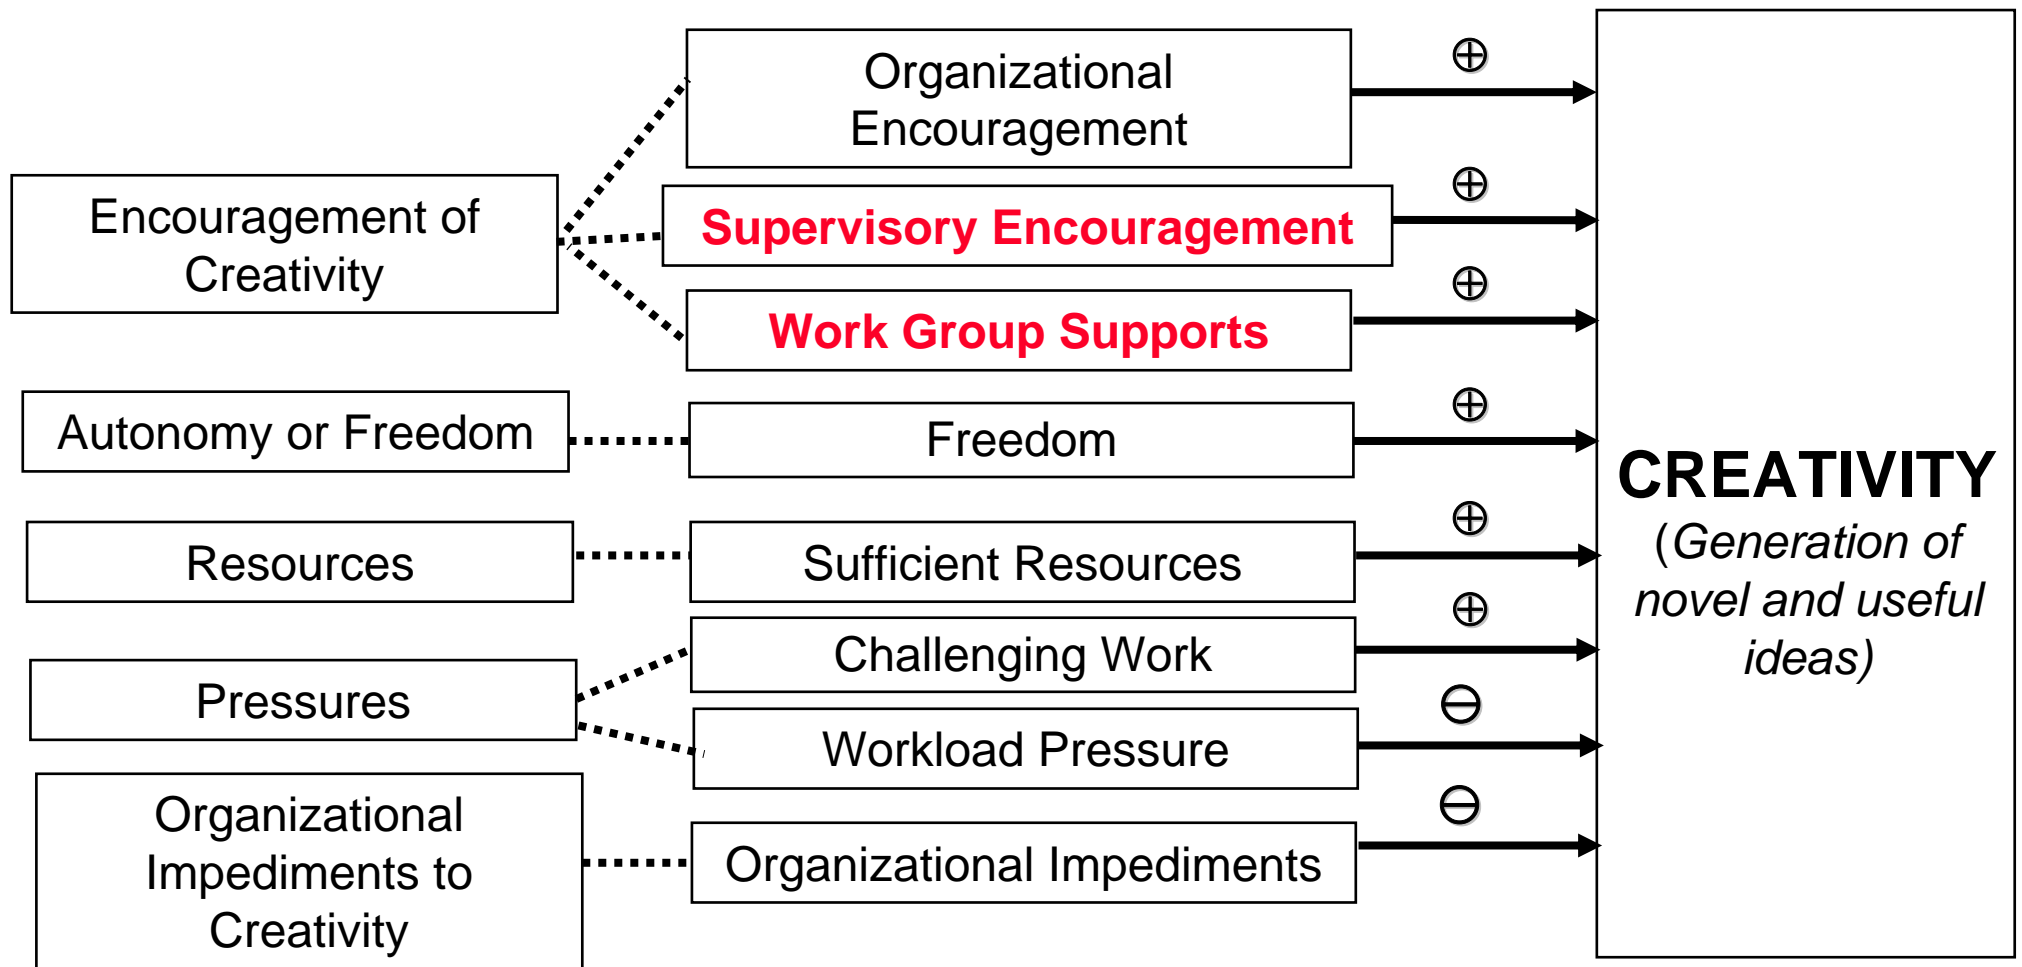 Encouragement of
Creativity
Autonomy or Freedom
Resources
Pressures
Organizational
Impediments to
Creativity
Organizational
Encouragement
Supervisory Encouragement
Work Group Supports
Freedom
Sufficient Resources
Challenging Work
Workload Pressure
Organizational Impediments
⊕
⊕
⊕
⊕
⊕
⊕
⊖
⊖
CREATIVITY
(Generation of
novel and useful
ideas)